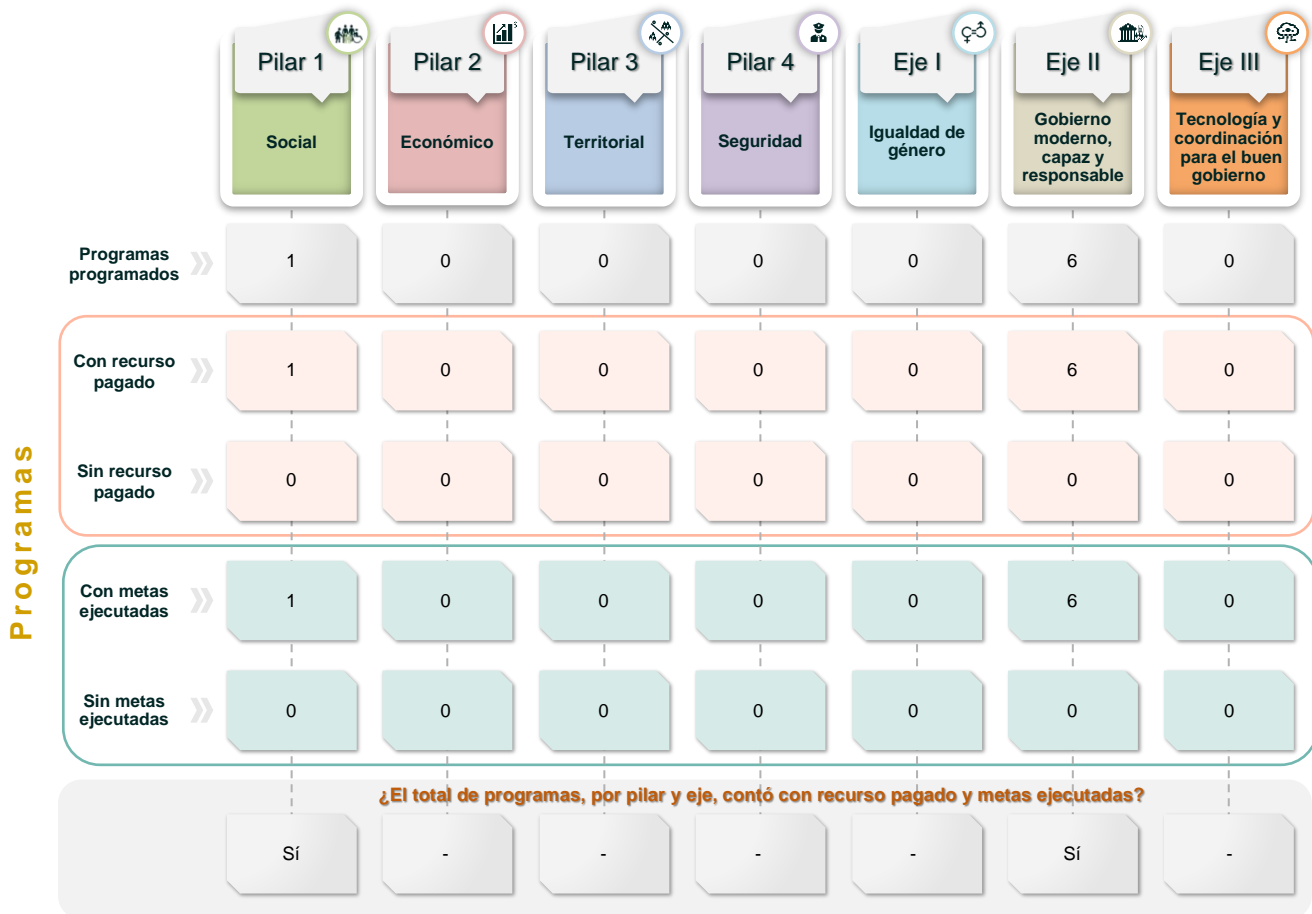 Pilar 1
Pilar 2
Pilar 3
Pilar 4
Eje I
Eje II
Eje III
Social
Económico
Territorial
Seguridad
Igualdad de
género
Gobierno
moderno,
capaz y
responsable
Tecnología y
coordinación
para el buen
gobierno
Programas
Programas
programados
1
0
0
0
0
6
0
Con recurso
pagado
1
0
0
0
0
6
0
Sin recurso
pagado
0
0
0
0
0
0
0
Con metas
ejecutadas
1
0
0
0
0
6
0
Sin metas
ejecutadas
0
0
0
0
0
0
0
¿El total de programas, por pilar y eje, contó con recurso pagado y metas ejecutadas?
Sí
-
-
-
-
Sí
-